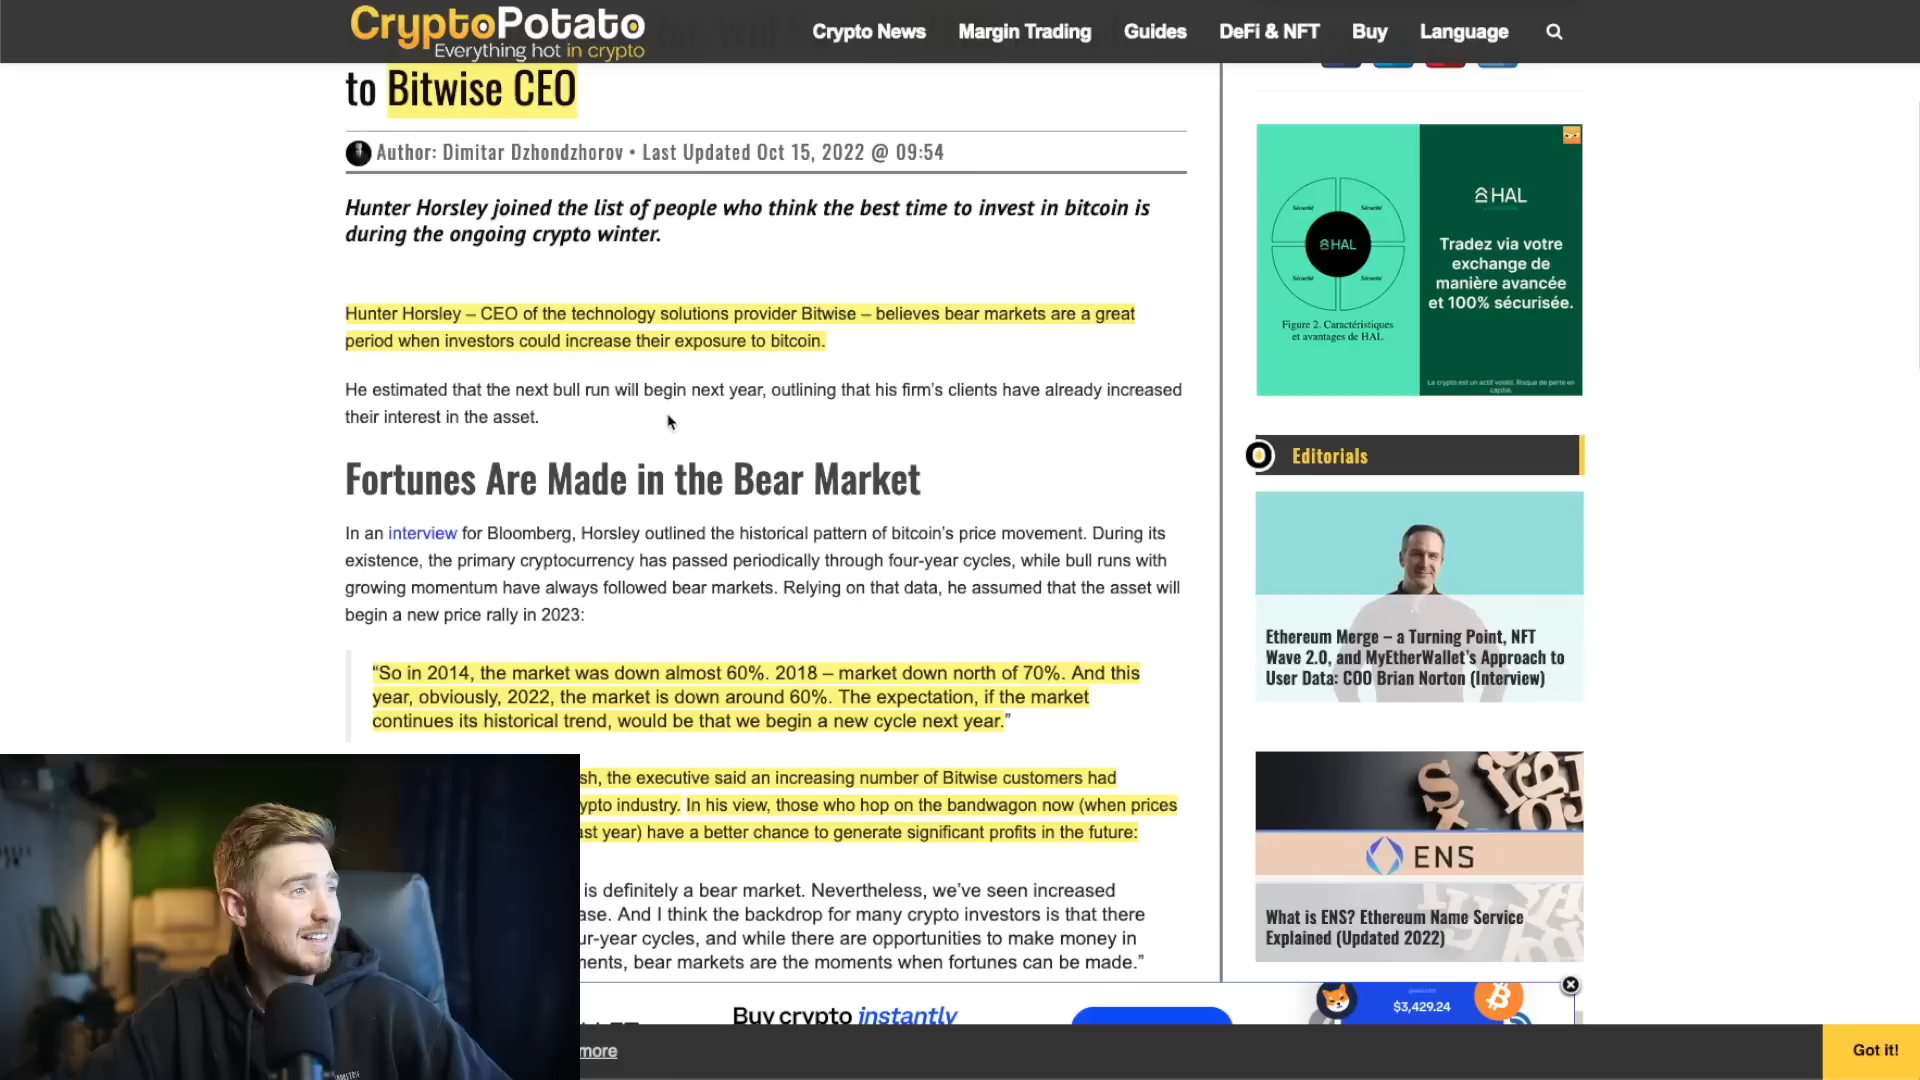 CryptoPotato
Everything hot in crypto
Crypto News
Margin Trading
Guides
DeFi & NFT
Buy
Language
to Bitwise CEO
Author: Dimitar Dzhondzhorov • Last Updated Oct 15, 2022 @ 09:54
Hunter Horsley joined the list of people who think the best time to invest in bitcoin is
during the ongoing crypto winter.
Hunter Horsley – CEO of the technology solutions provider Bitwise – believes bear markets are a great
period when investors could increase their exposure to bitcoin.
He estimated that the next bull run will begin next year, outlining that his firm's clients have already increased
their interest in the asset.
Fortunes Are Made in the Bear Market
In an interview for Bloomberg, Horsley outlined the historical pattern of bitcoin's price movement. During its
existence, the primary cryptocurrency has passed periodically through four-year cycles, while bull runs with
growing momentum have always followed bear markets. Relying on that data, he assumed that the asset will
begin a new price rally in 2023:
“So in 2014, the market was down almost 60%. 2018 – market down north of 70%. And this
year, obviously, 2022, the market is down around 60%. The expectation, if the market
continues its historical trend, would be that we begin a new cycle next year.”
sh, the executive said an increasing number of Bitwise customers had
ypto industry. In his view, those who hop on the bandwagon now (when prices
ast year) have a better chance to generate significant profits in the future:
is definitely a bear market. Nevertheless, we've seen increased
ase. And I think the backdrop for many crypto investors is that there
ur-year cycles, and while there are opportunities to make money in
ents, bear markets are the moments when fortunes can be made.”
Buy crypto instantly
$3,429.24
more
Got it!
Sécurité
Sécurité
HAL
Sécurité
Sécurité
Figure 2. Caractéristiques
et avantages de HAL
HAL
Tradez via votre
exchange de
manière avancée
et 100% sécurisée.
La crypto est un actif volatil. Risque de perte en
capital.
Editorials
Ethereum Merge – a Turning Point, NFT
Wave 2.0, and MyEtherWallet's Approach to
User Data: COO Brian Norton (Interview)
ENS
What is ENS? Ethereum Name Service
Explained (Updated 2022)